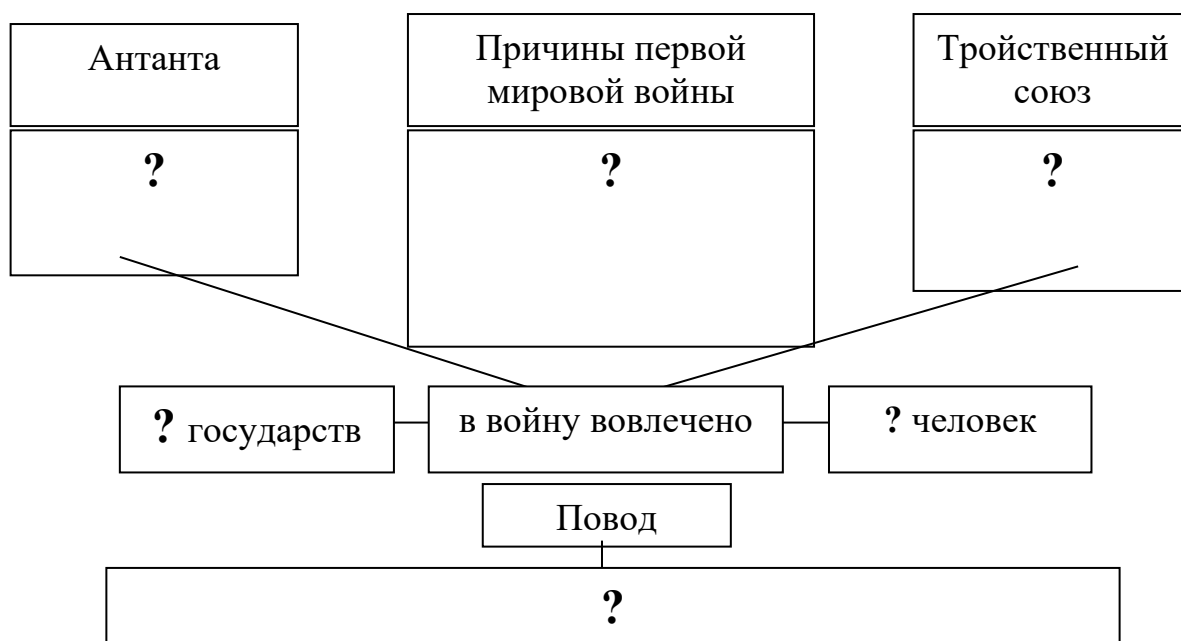 Антанта
?
Причины первой
мировой войны
?
Тройственный
союз
?
? государств
в войну вовлечено
? человек
Повод
?